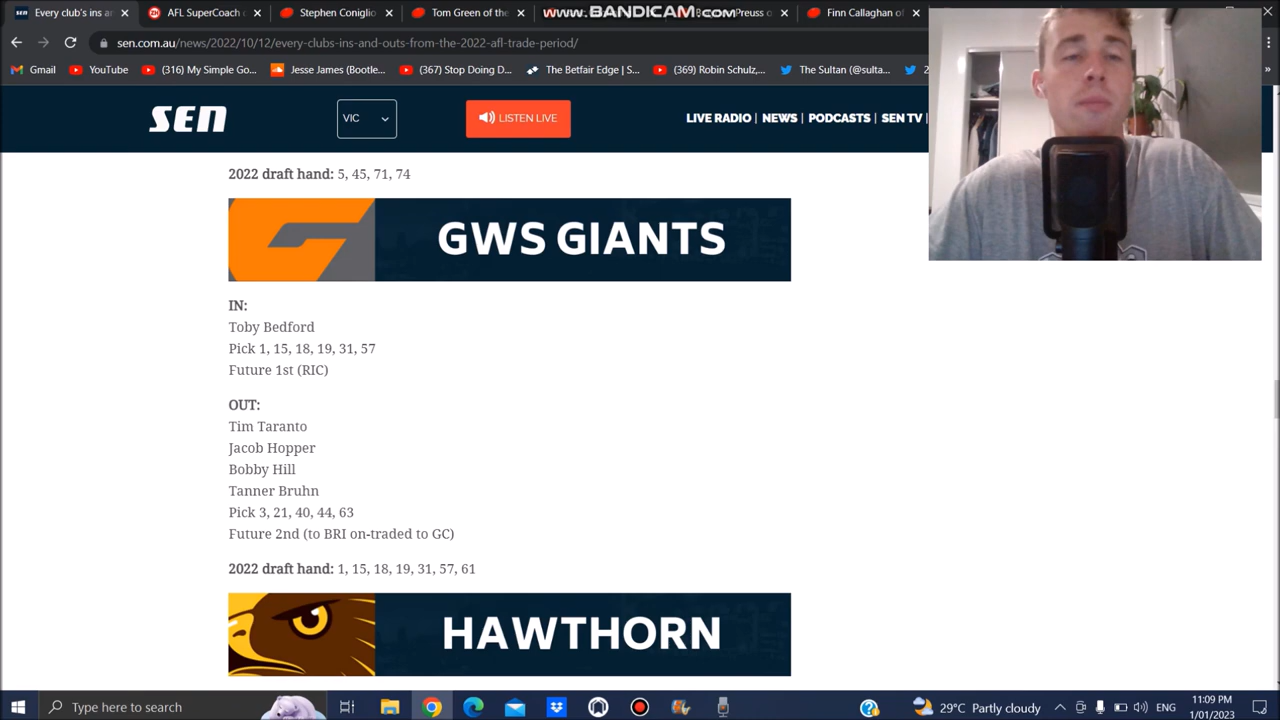 Every club's ins an
AFL SuperCoach
Stephen Coniglio
Tom Green of the
www.BANDICAM.com
Preuss o
Finn Callaghan of
sen.com.au/news/2022/10/12/every-clubs-ins-and-outs-from-the-2022-afl-trade-period/
Gmail
YouTube
(316) My Simple Go...
Jesse James (Bootle...
(367) Stop Doing D...
The Betfair Edge | S...
(369) Robin Schulz,...
The Sultan (@sulta...
SEN
VIC
LISTEN LIVE
LIVE RADIO | NEWS | PODCASTS | SEN TV |
2022 draft hand: 5, 45, 71, 74
GWS GIANTS
IN:
Toby Bedford
Pick 1, 15, 18, 19, 31, 57
Future 1st (RIC)
OUT:
Tim Taranto
Jacob Hopper
Bobby Hill
Tanner Bruhn
Pick 3, 21, 40, 44, 63
Future 2nd (to BRI on-traded to GC)
2022 draft hand: 1, 15, 18, 19, 31, 57, 61
HAWTHORN
Type here to search
29°C Partly cloudy
ENG
11:09 PM
1/01/2023